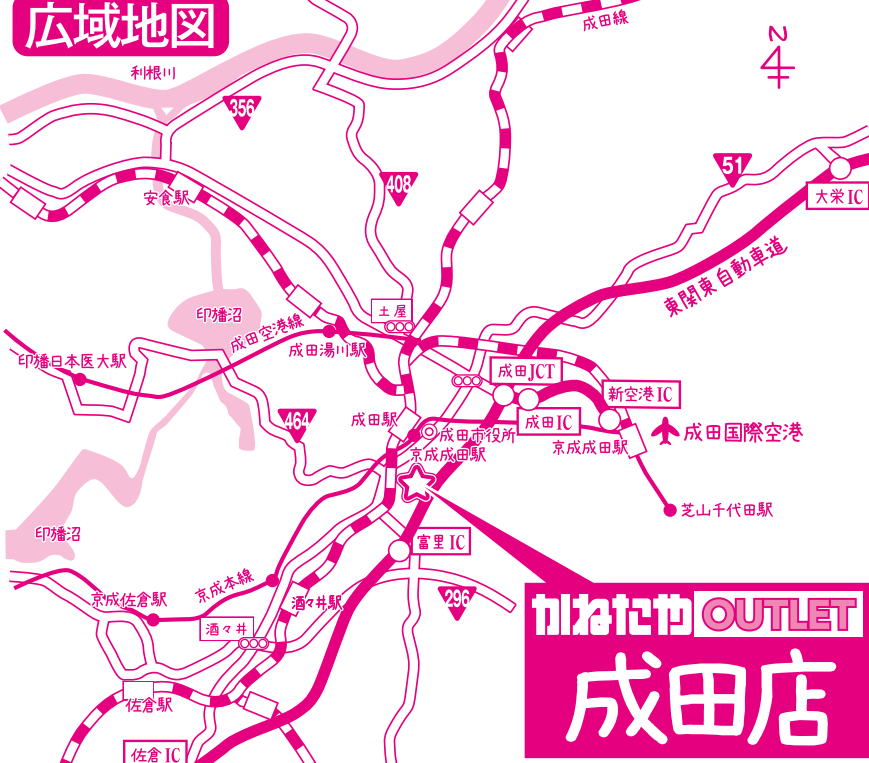 広域地図
成田線
N
利根川
356
51
408
大栄IC
安食駅
東関東自動車道
土屋
印旛沼
成田空港線
成田湯川駅
印旛日本医大駅
成田JCT
新空港IC
464
成田駅
成田IC
成田市役所
京成成田駅
京成成田駅
成田国際空港
芝山千代田駅
印旛沼
富里IC
京成本線
京成佐倉駅
酒々井駅
296
酒々井
かねたや OUTLET
成田店
佐倉駅
佐倉IC